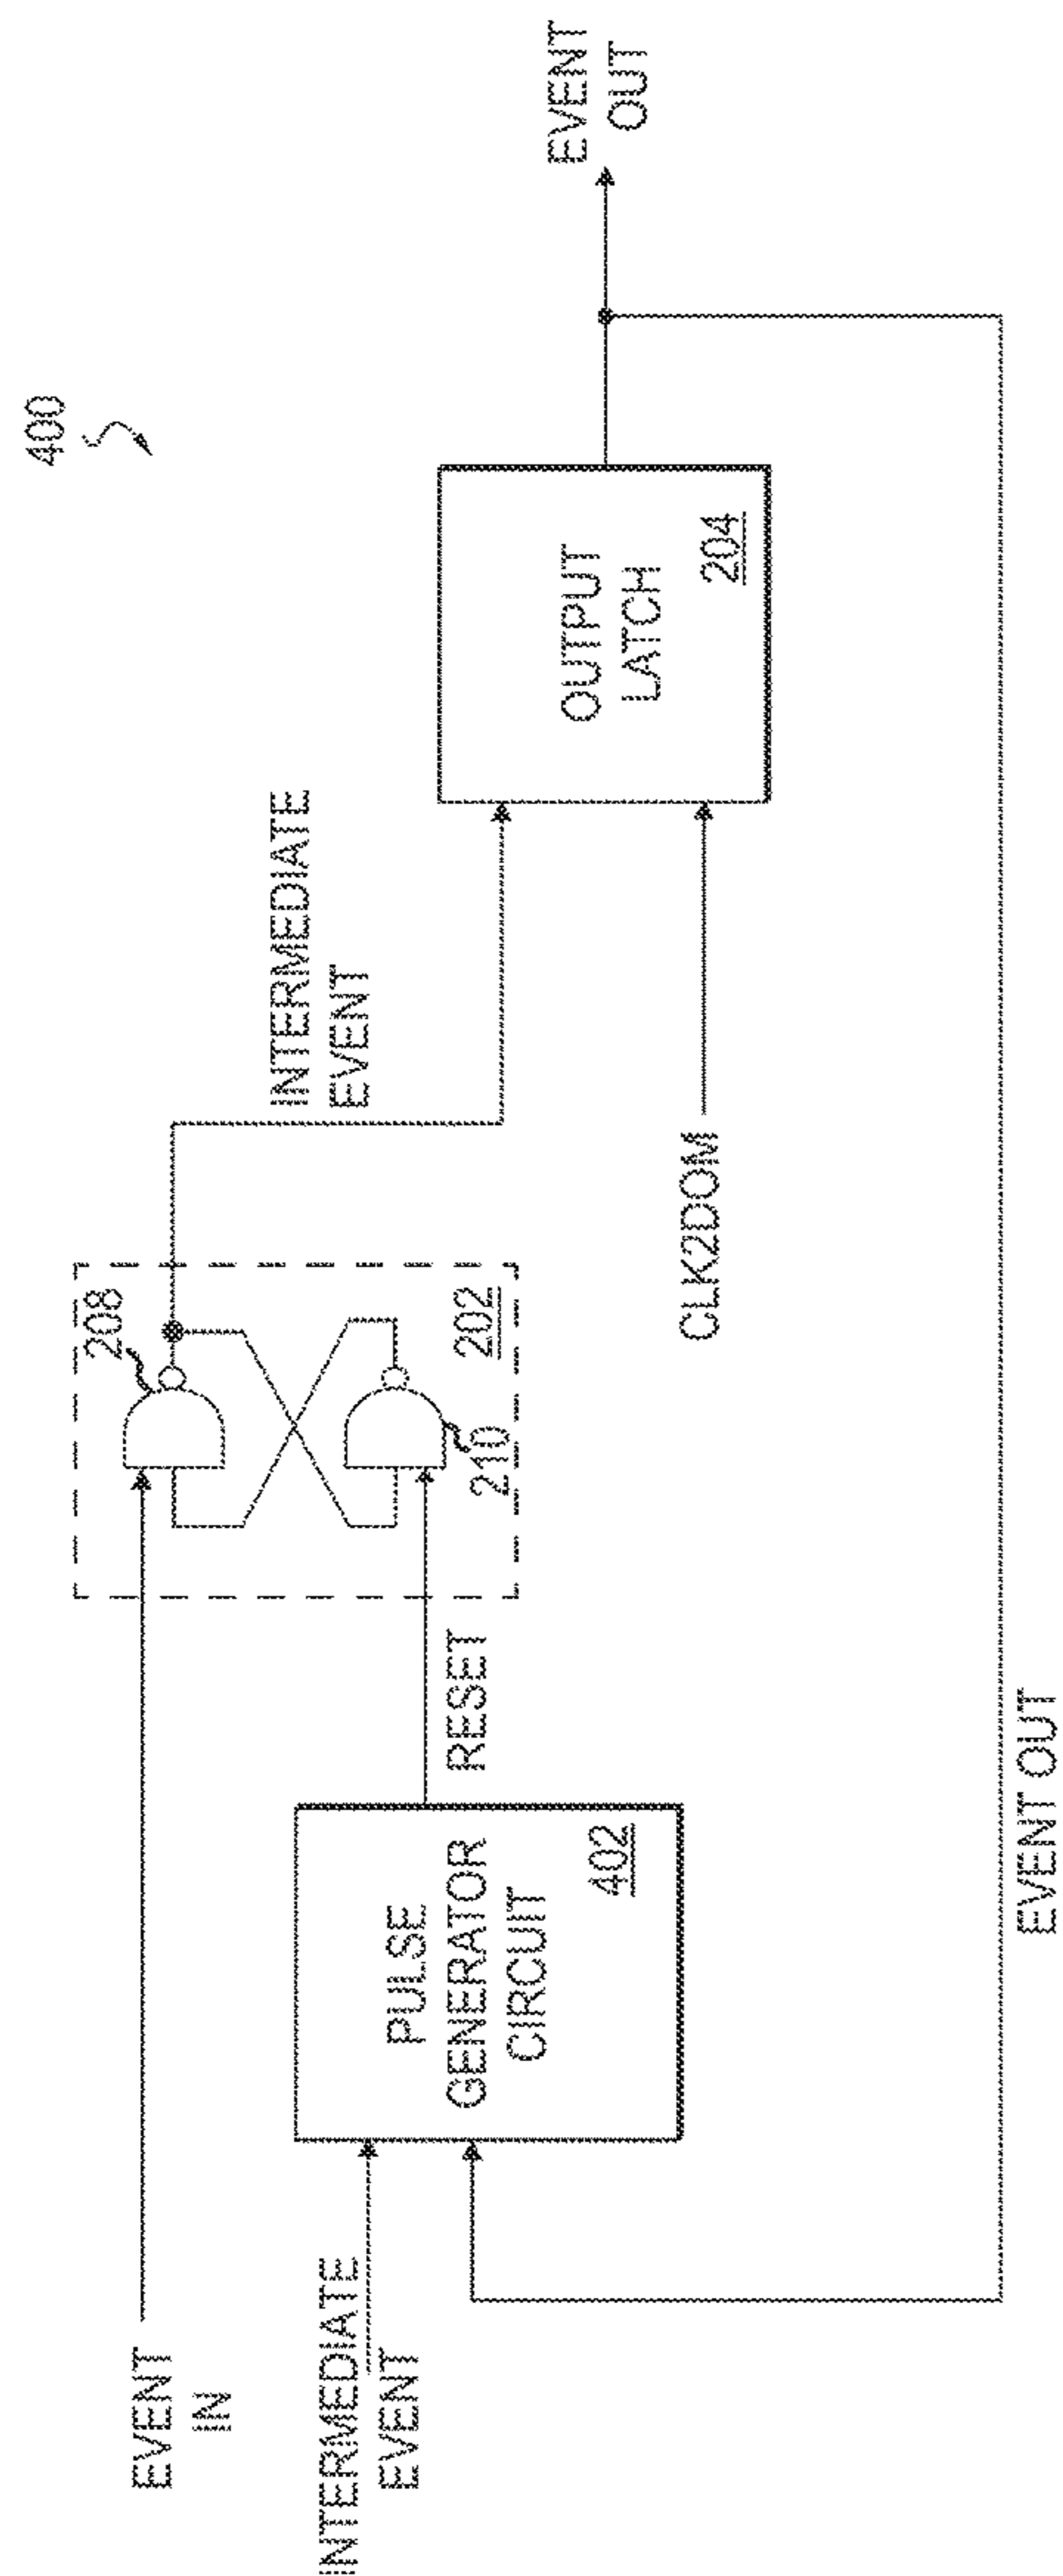 400
EVENT
IN
INTERMEDIATE
EVENT
PULSE
GENERATOR
CIRCUIT
402
RESET
208
210
202
INTERMEDIATE
EVENT
CLK2DOM
OUTPUT
LATCH
204
EVENT
OUT
EVENT OUT